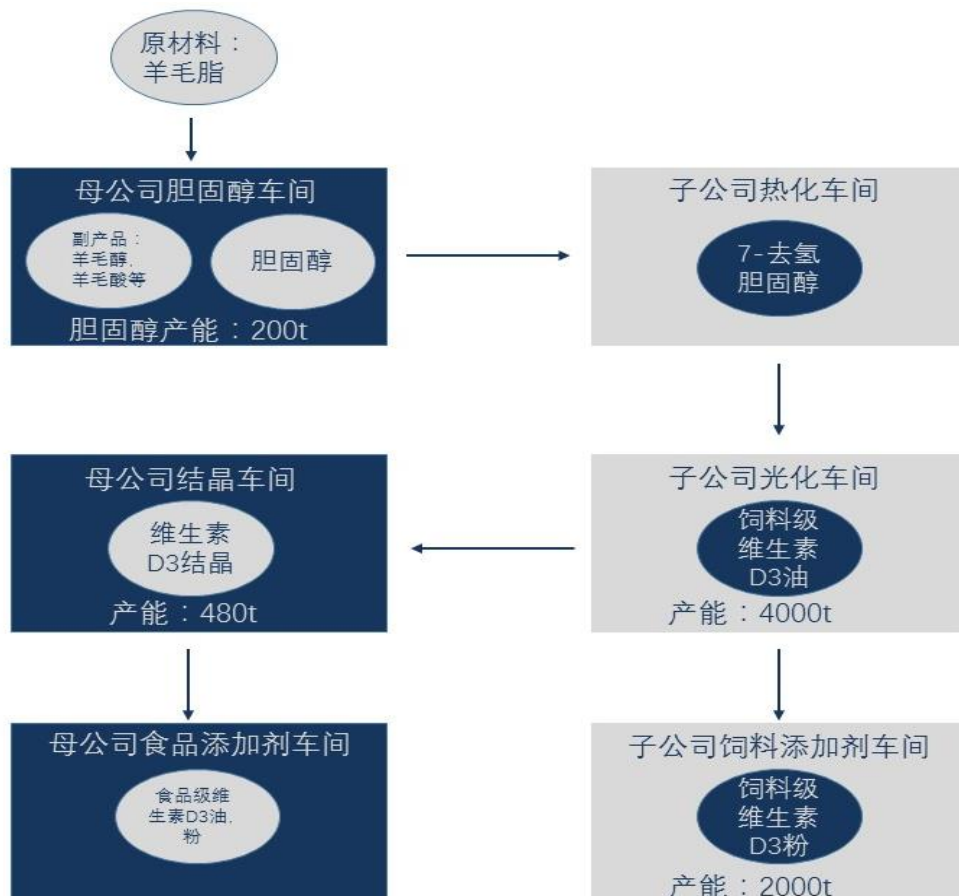 原材料：
羊毛脂
母公司胆固醇车间
副产品：
羊毛醇、
羊毛酸等
胆固醇
胆固醇产能：200t
子公司热化车间
7-去氢
胆固醇
母公司结晶车间
维生素
D3结晶
产能：480t
子公司光化车间
饲料级
维生素
D3油
产能：4000t
母公司食品添加剂车间
食品级维
生素D3油、
粉
子公司饲料添加剂车间
饲料级
维生素
D3粉
产能：2000t